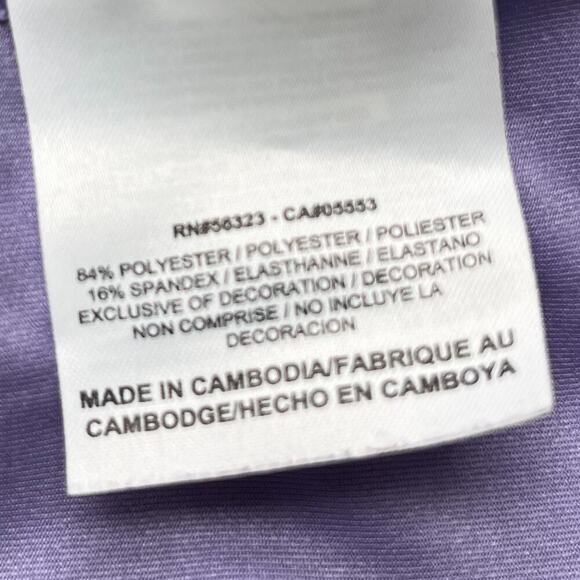 RN#56323 - CA#05553
84% POLYESTER / POLYESTER / POLIESTER
16% SPANDEX / ELASTHANNE / ELASTANO
EXCLUSIVE OF DECORATION / DECORATION
NON COMPRISE / NO INCLUYE LA
DECORACION
MADE IN CAMBODIA/FABRIQUE AU
CAMBODGE/HECHO EN CAMBOYA